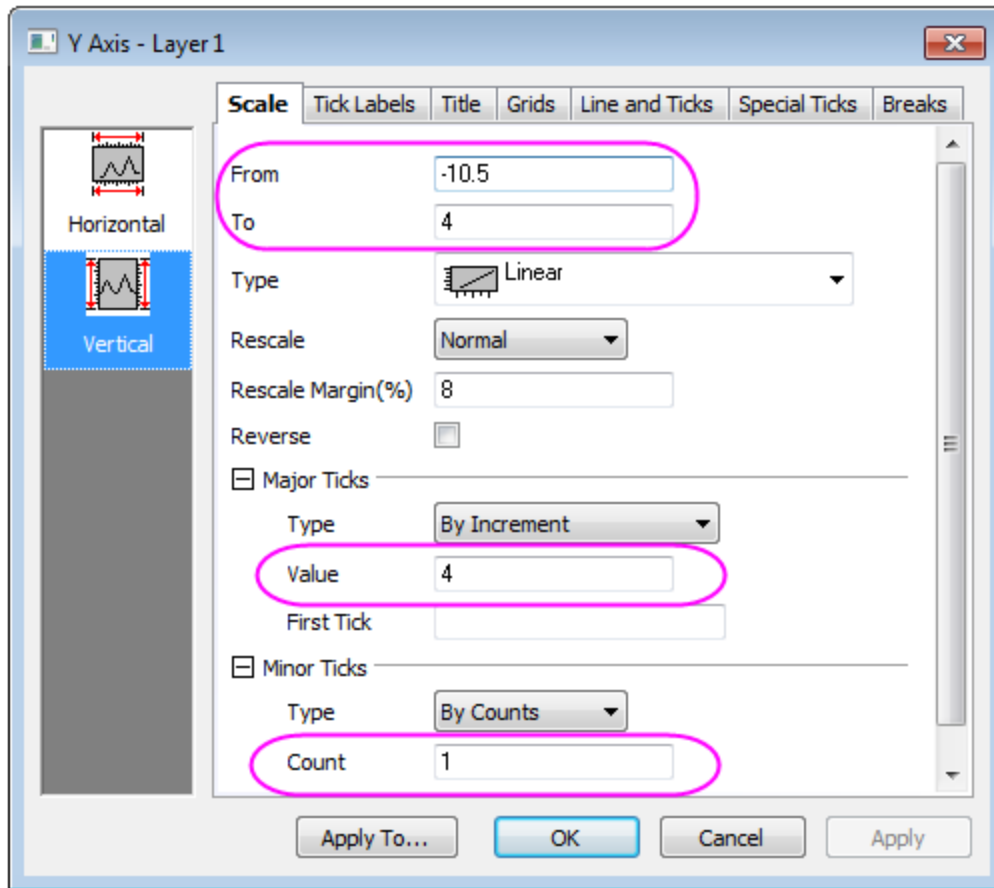 Y Axis - Layer 1
Scale Tick Labels Title Grids Line and Ticks Special Ticks Breaks
Horizontal
Vertical
From -10.5
To 4
Type Linear
Rescale Normal
Rescale Margin(%) 8
Reverse
Major Ticks
Type By Increment
Value 4
First Tick
Minor Ticks
Type By Counts
Count 1
Apply To... OK Cancel Apply